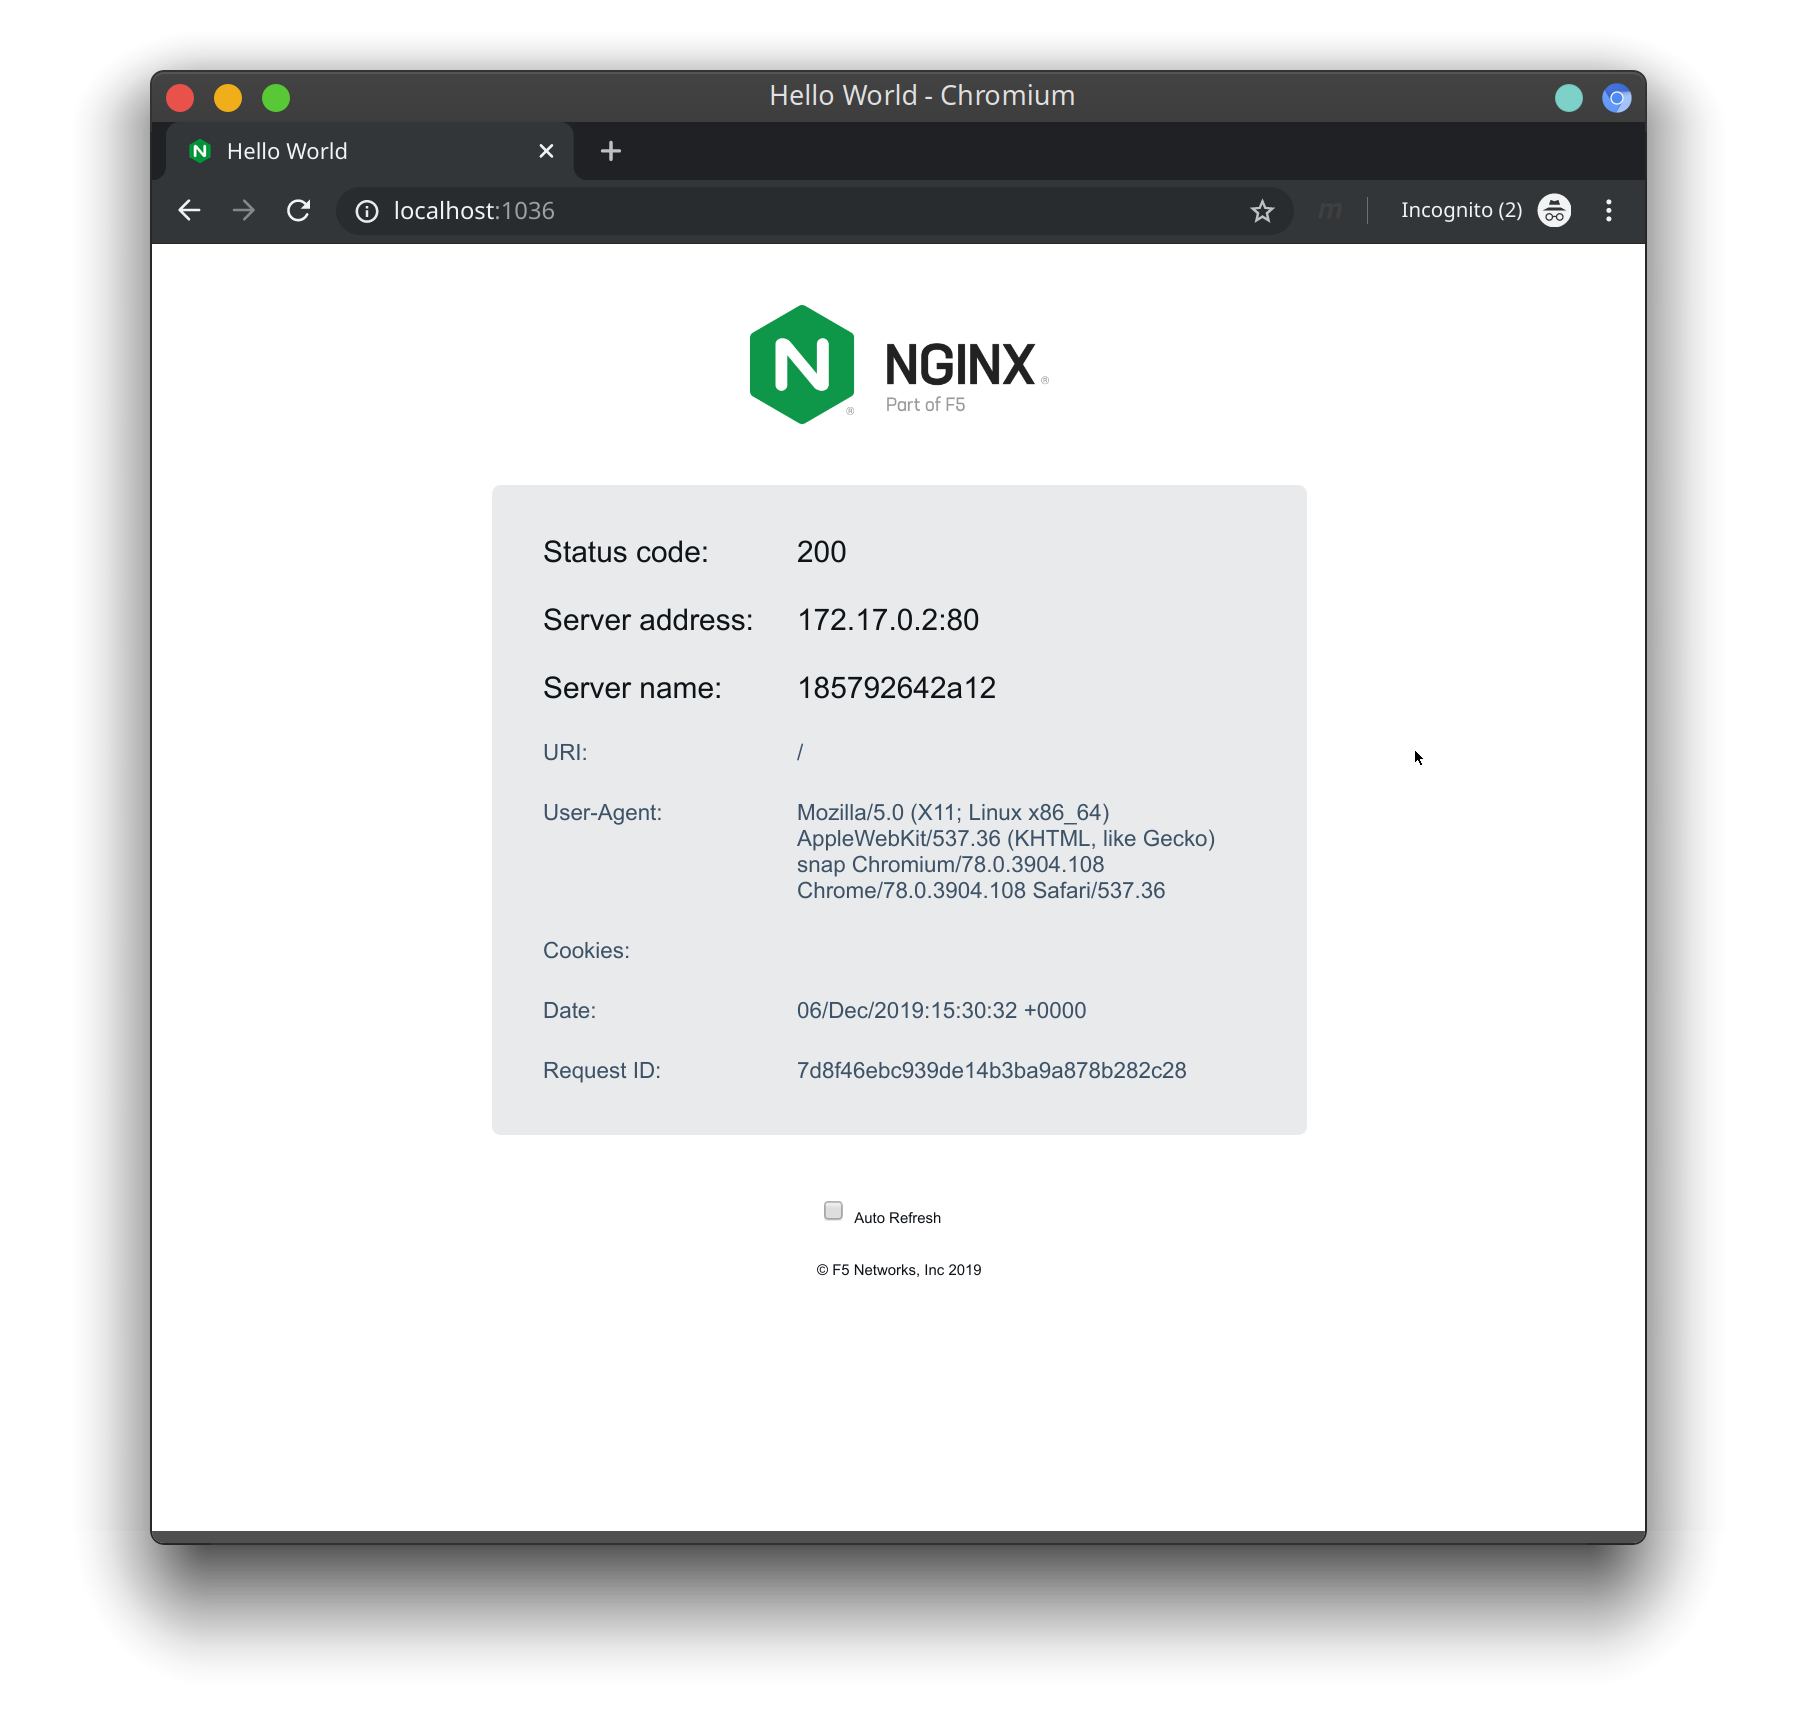 Hello World - Chromium
Hello World
localhost:1036
m
Incognito (2)
N
NGINX
Part of F5
Status code: 200
Server address: 172.17.0.2:80
Server name: 185792642a12
URI: /
User-Agent: Mozilla/5.0 (X11; Linux x86_64)
AppleWebKit/537.36 (KHTML, like Gecko)
snap Chromium/78.0.3904.108
Chrome/78.0.3904.108 Safari/537.36
Cookies:
Date: 06/Dec/2019:15:30:32 +0000
Request ID: 7d8f46ebc939de14b3ba9a878b282c28
Auto Refresh
© F5 Networks, Inc 2019